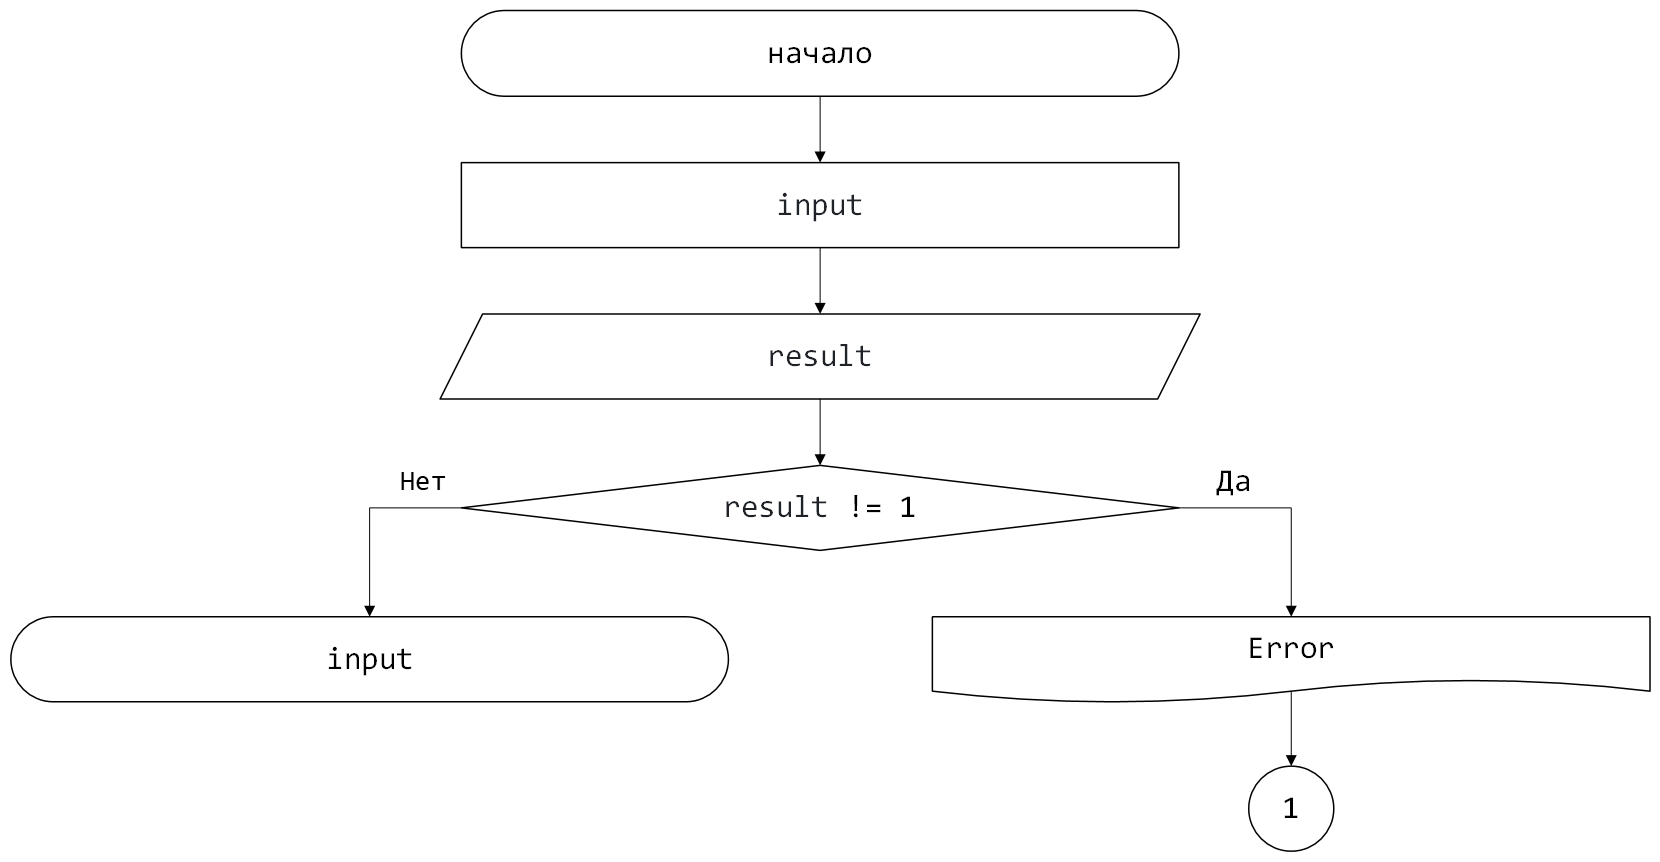 начало
input
result
Нет
result != 1
Да
input
Error
1